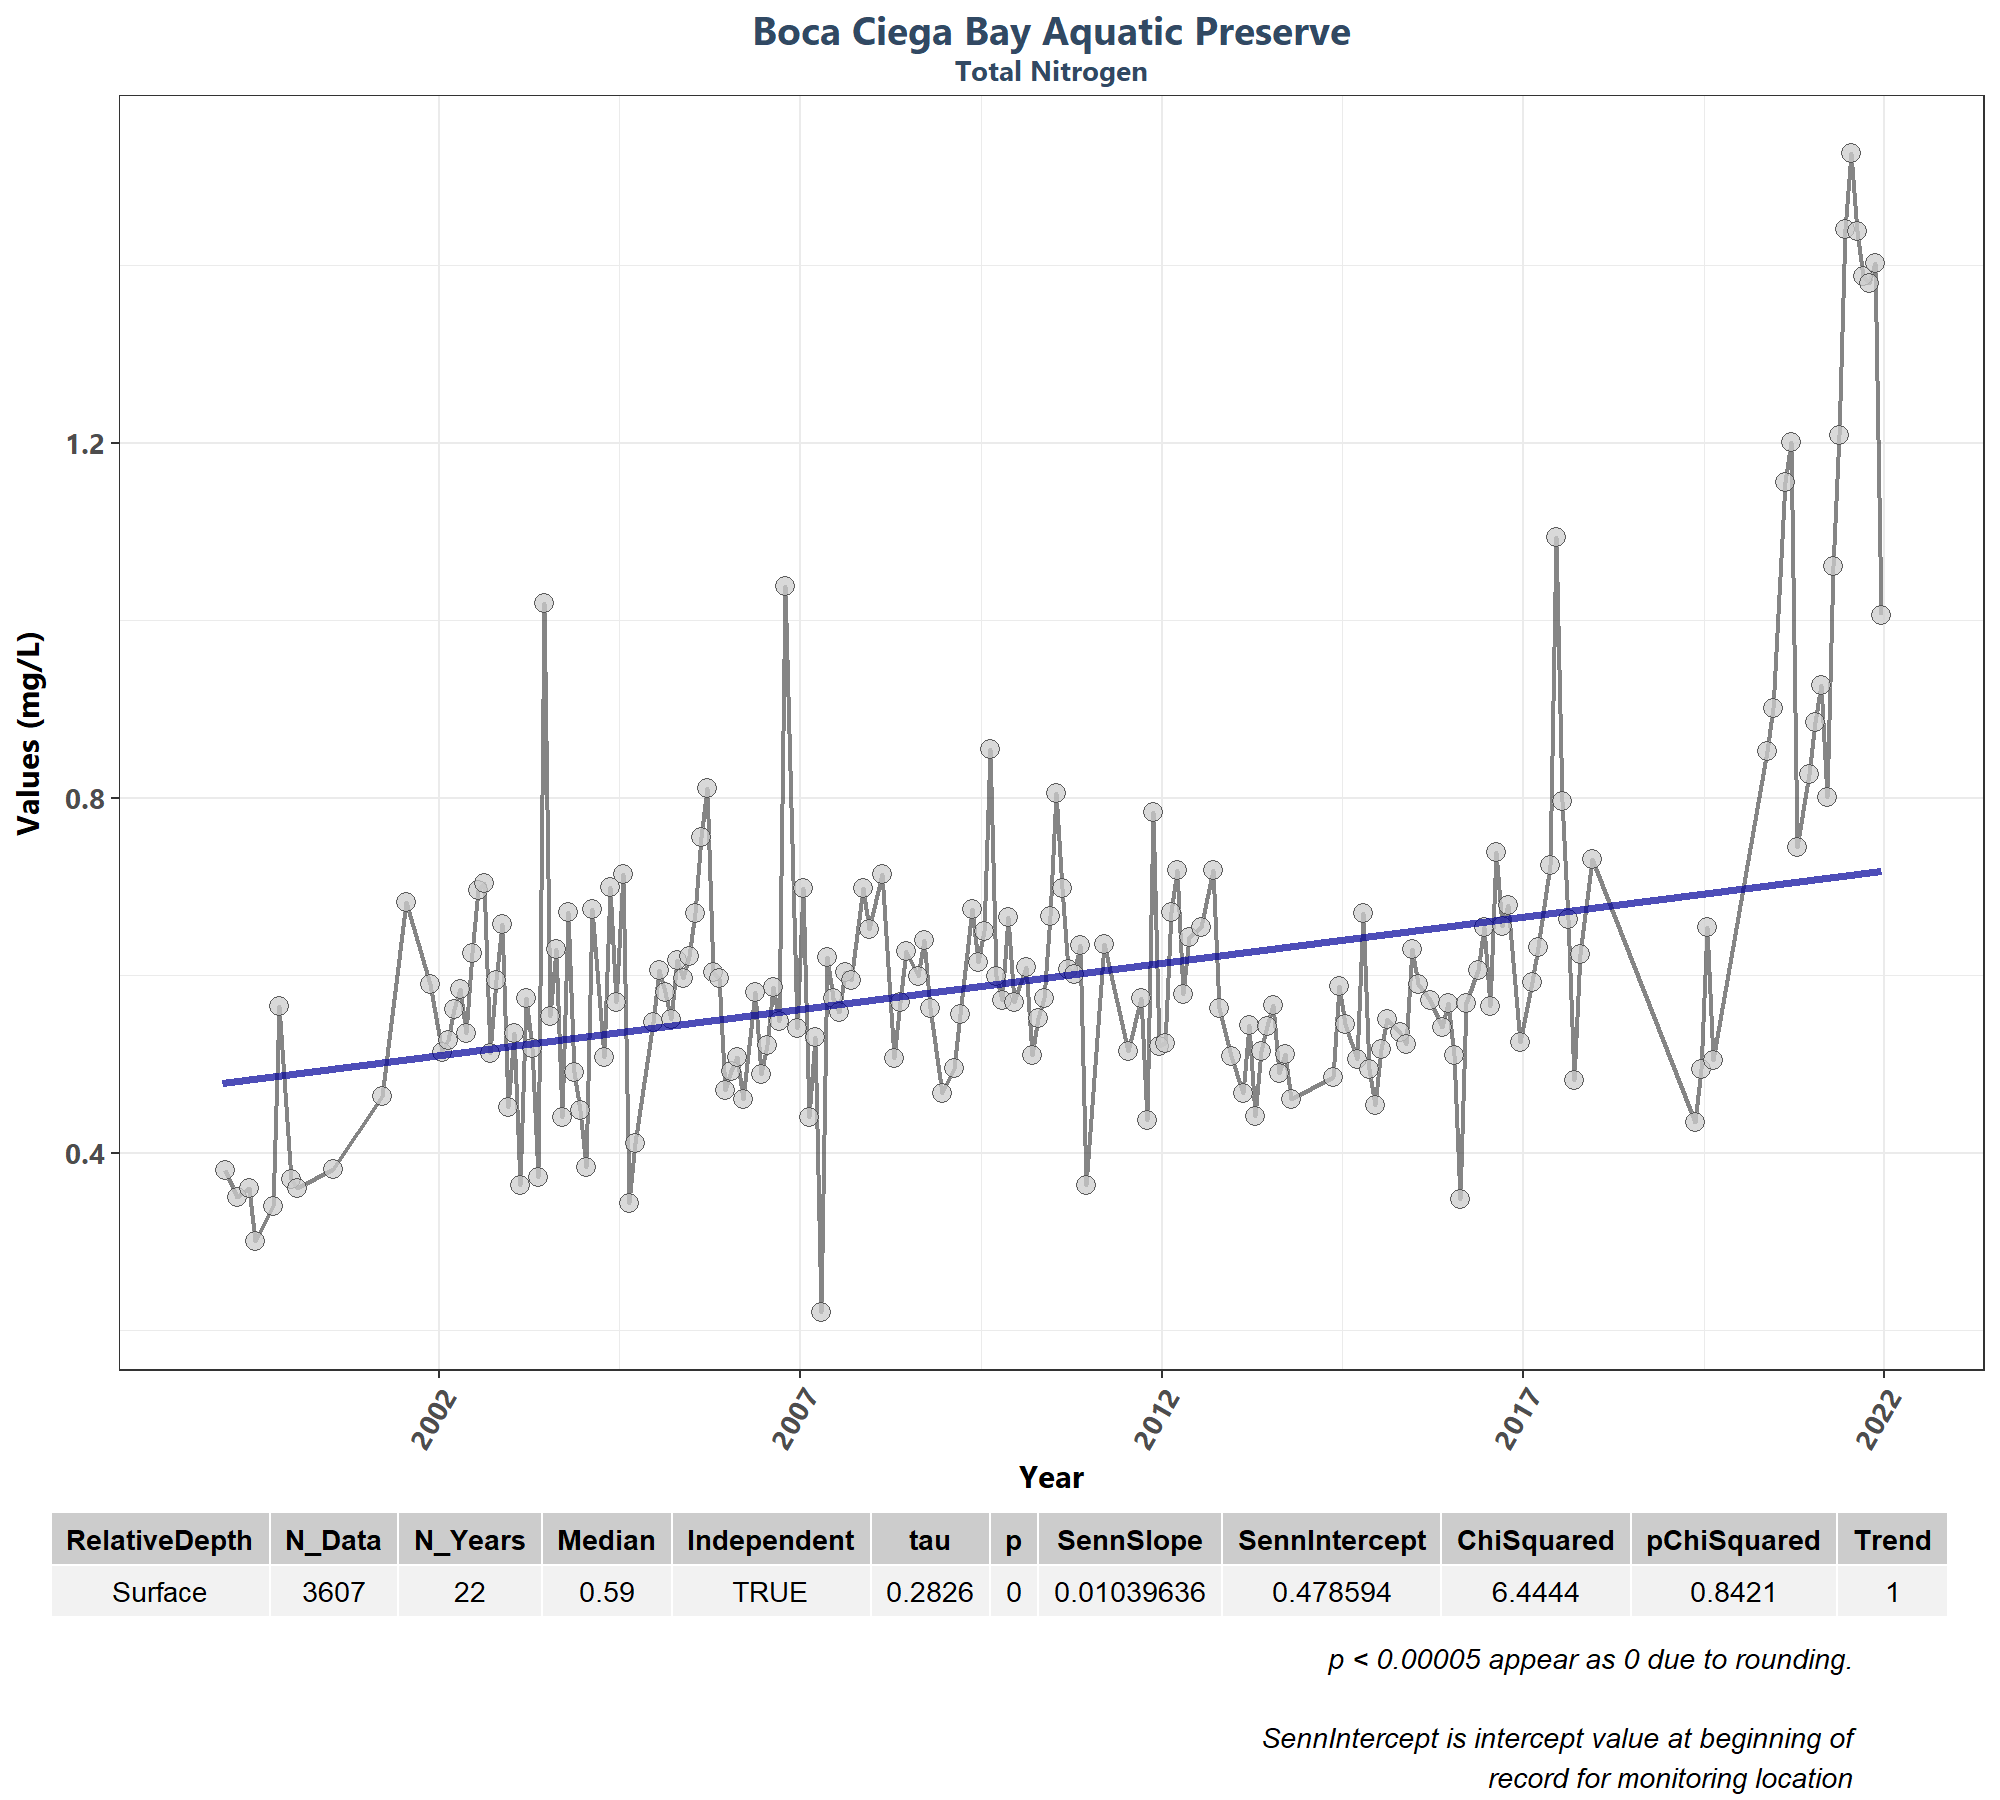 Boca Ciega Bay Aquatic Preserve
Total Nitrogen
Values (mg/L)
1.2
0.8
0.4
2002 2007 2012 2017 2022
Year
RelativeDepth N_Data N_Years Median Independent tau p SennSlope SennIntercept ChiSquared pChiSquared Trend
Surface 3607 22 0.59 TRUE 0.2826 0 0.01039636 0.478594 6.4444 0.8421 1
p < 0.00005 appear as 0 due to rounding.
SennIntercept is intercept value at beginning of
record for monitoring location